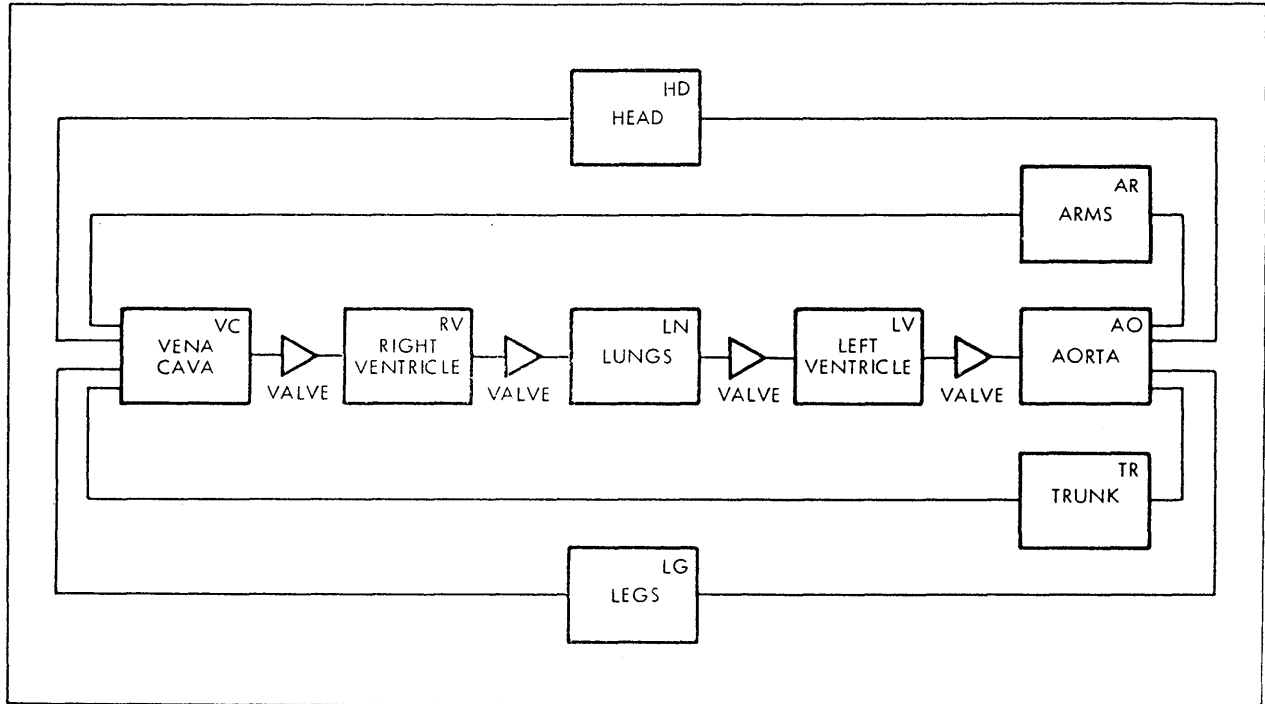 HD
HEAD
AR
ARMS
VC
VENA
CAVA
VALVE
RV
RIGHT
VENTRICLE
VALVE
LN
LUNGS
VALVE
LV
LEFT
VENTRICLE
VALVE
AO
AORTA
TR
TRUNK
LG
LEGS